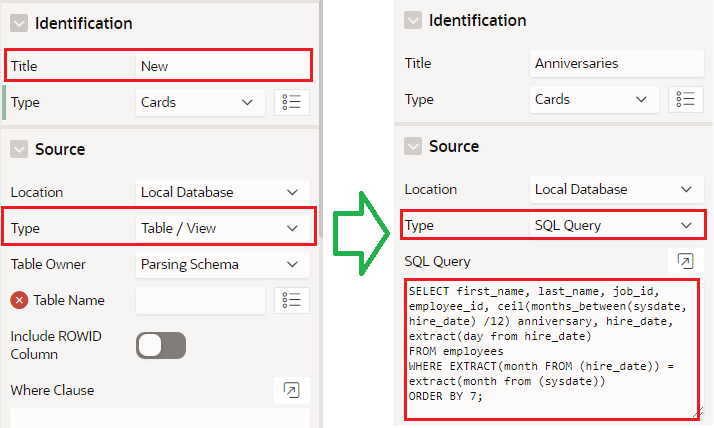 Identification
Title New
Type Cards
Source
Location Local Database
Type Table / View
Table Owner Parsing Schema
Table Name
Include ROWID
Column
Where Clause
Identification
Title Anniversaries
Type Cards
Source
Location Local Database
Type SQL Query
SQL Query
SELECT first_name, last_name, job_id,
employee_id, ceil(months_between(sysdate,
hire_date) /12) anniversary, hire_date,
extract(day from hire_date)
FROM employees
WHERE EXTRACT(month FROM (hire_date)) =
extract(month from (sysdate))
ORDER BY 7;